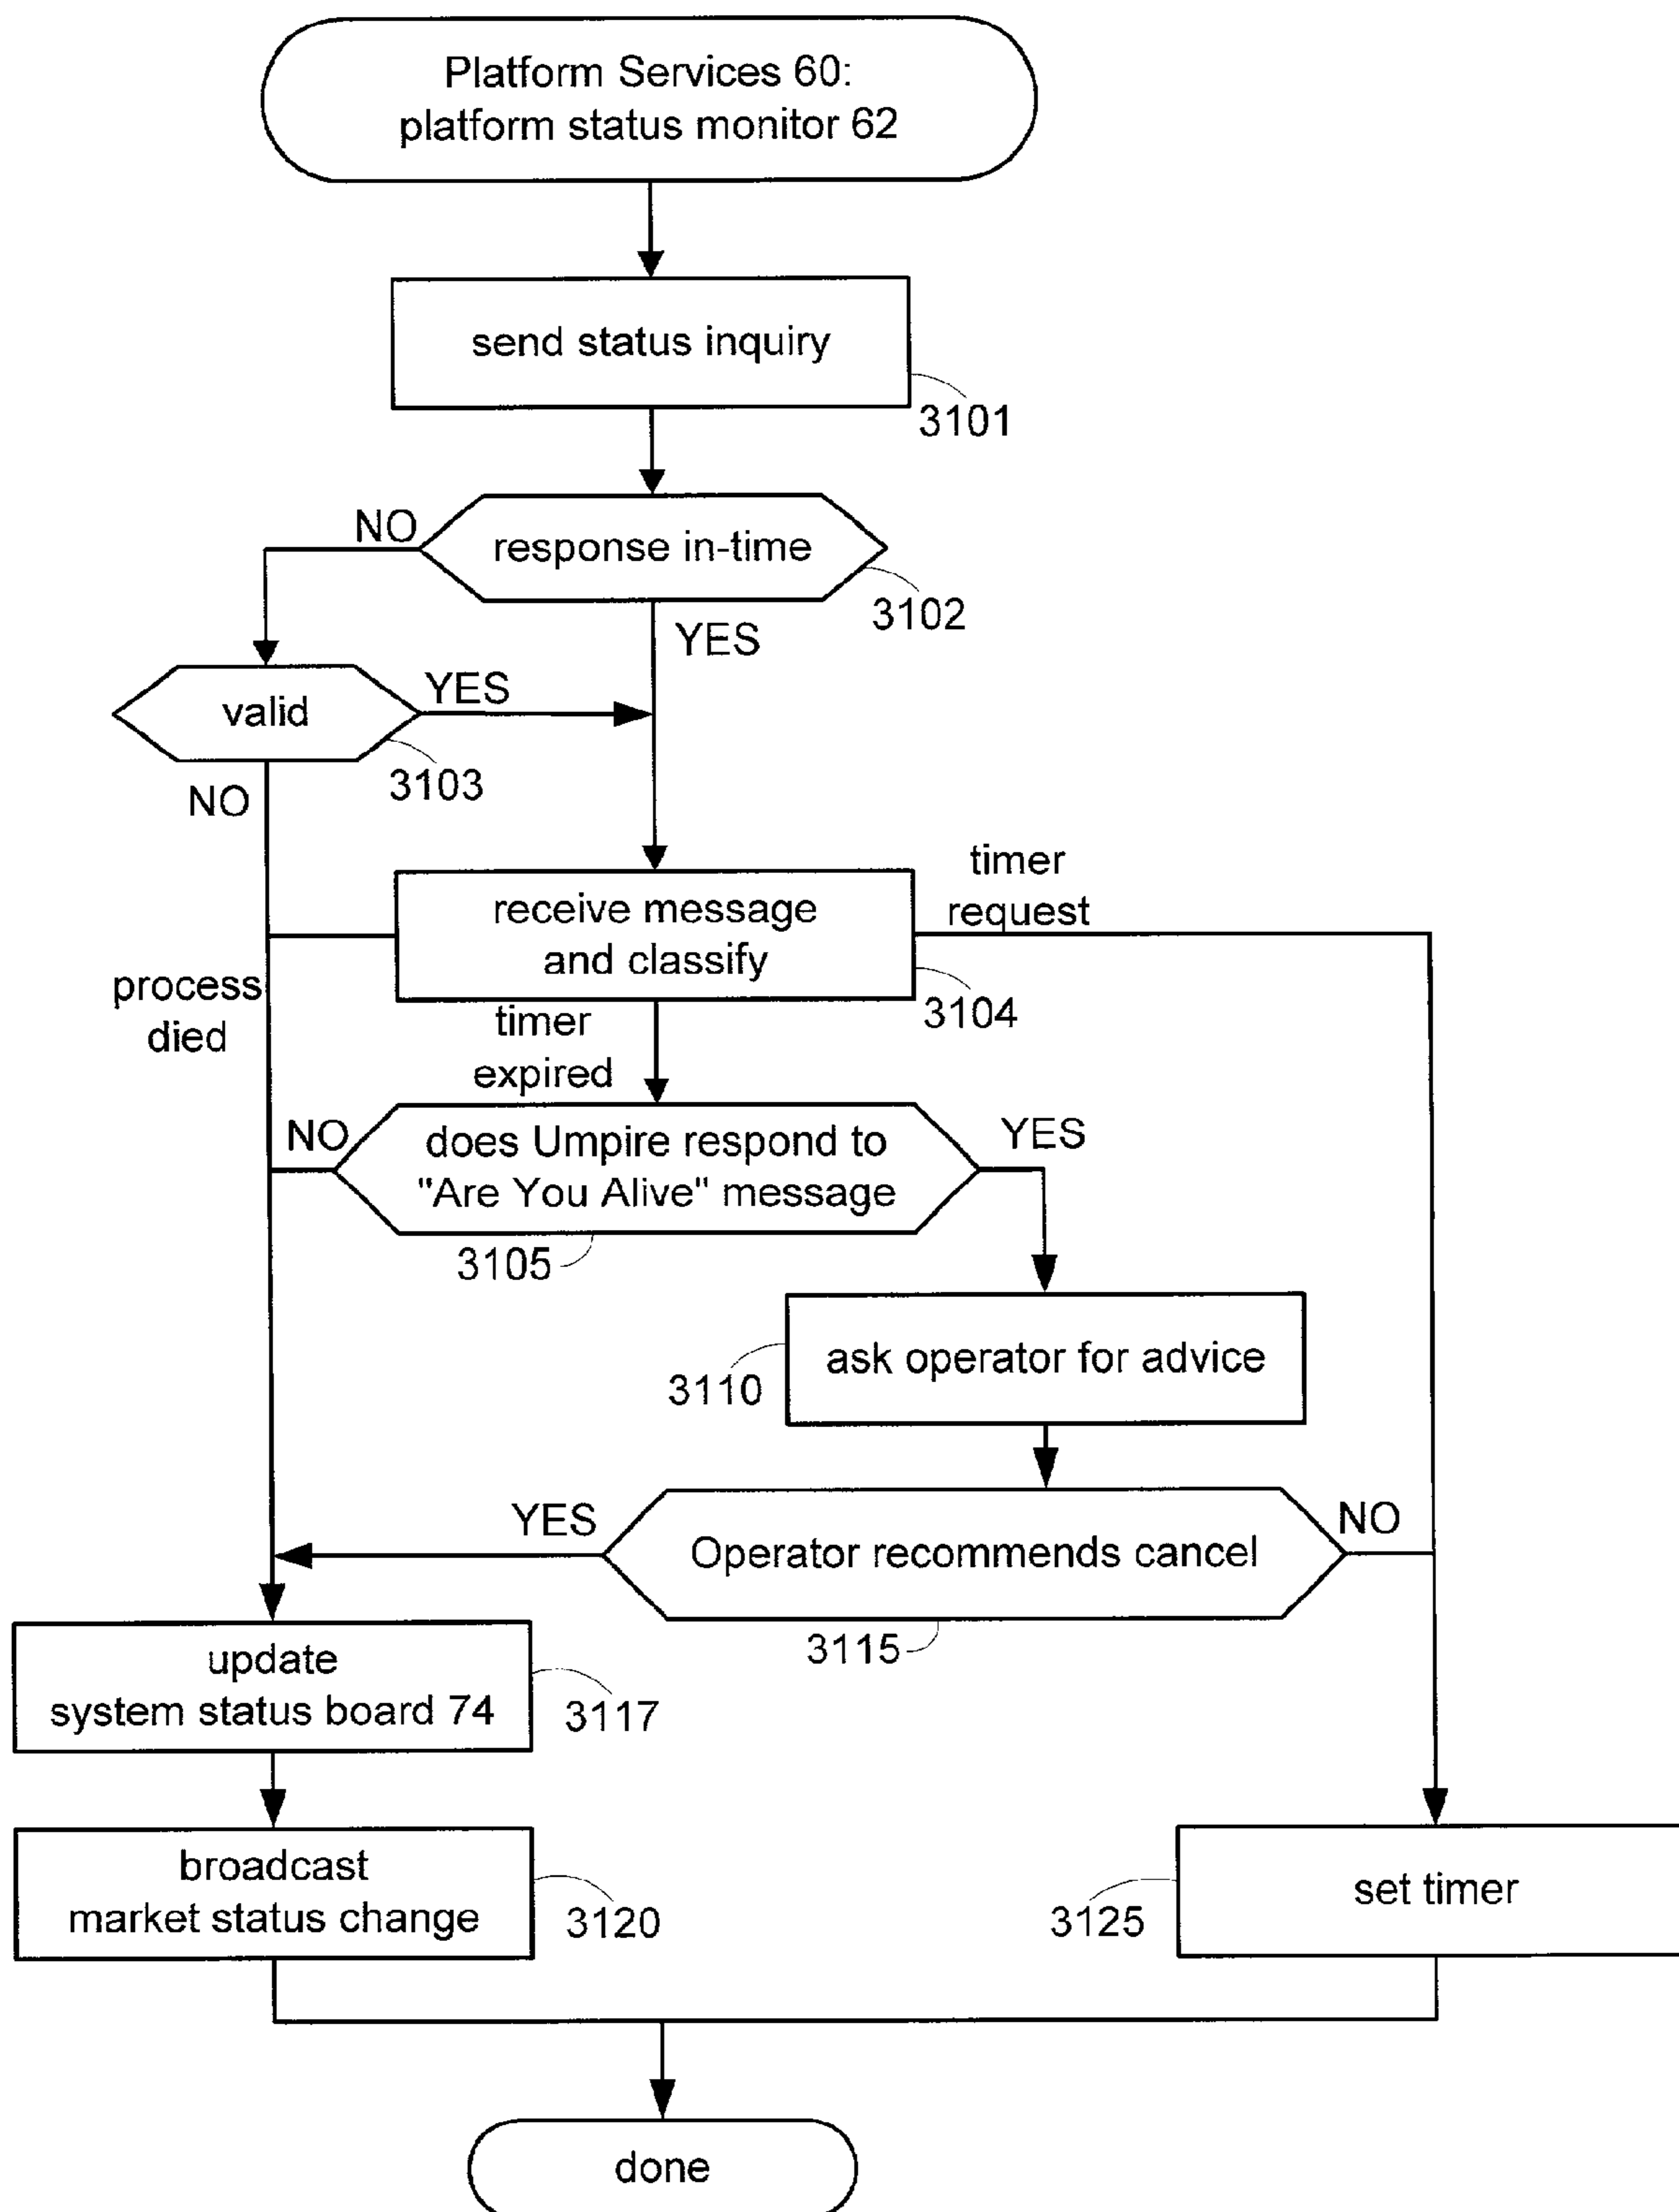 Platform Services 60:
platform status monitor 62
send status inquiry
3101
NO
response in-time
3102
YES
valid
YES
3103
NO
timer
request
receive message
and classify
3104
process
died
timer
expired
NO
does Umpire respond to
"Are You Alive" message
YES
3105
ask operator for advice
3110
YES
Operator recommends cancel
NO
3115
update
system status board 74
3117
broadcast
market status change
3120
set timer
3125
done